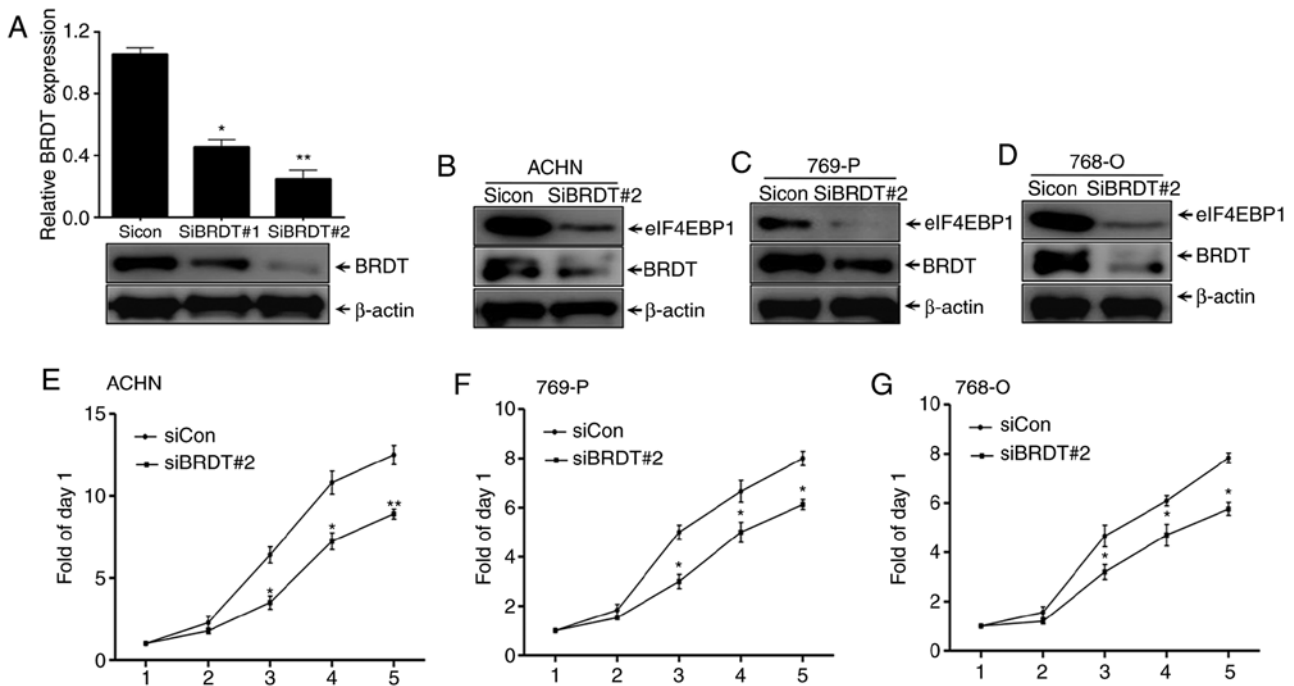 A
Relative BRDT expression
1.2
0.8
0.4
0.0
*
**
Sicon SiBRDT#1 SiBRDT#2
BRDT
β-actin
B
ACHN
Sicon SiBRDT#2
eIF4EBP1
BRDT
β-actin
C
769-P
Sicon SiBRDT#2
eIF4EBP1
BRDT
β-actin
D
768-O
Sicon SiBRDT#2
eIF4EBP1
BRDT
β-actin
E
ACHN
Fold of day 1
15
10
5
0
siCon
siBRDT#2
*
*
**
1 2 3 4 5
F
769-P
Fold of day 1
10
8
6
4
2
0
siCon
siBRDT#2
*
*
*
1 2 3 4 5
G
768-O
Fold of day 1
10
8
6
4
2
0
siCon
siBRDT#2
*
*
*
1 2 3 4 5